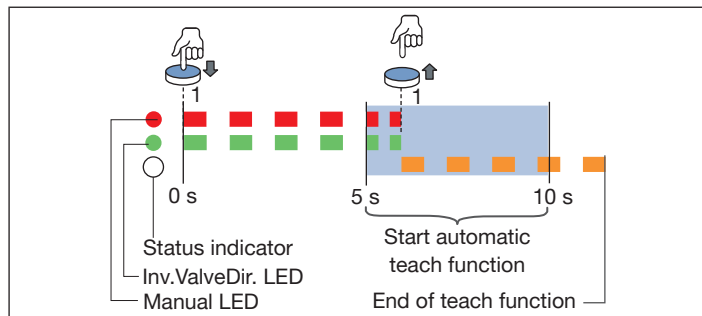 1
1
0 s
5 s
10 s
Status indicator
Inv.ValveDir. LED
Manual LED
Start automatic
teach function
End of teach function